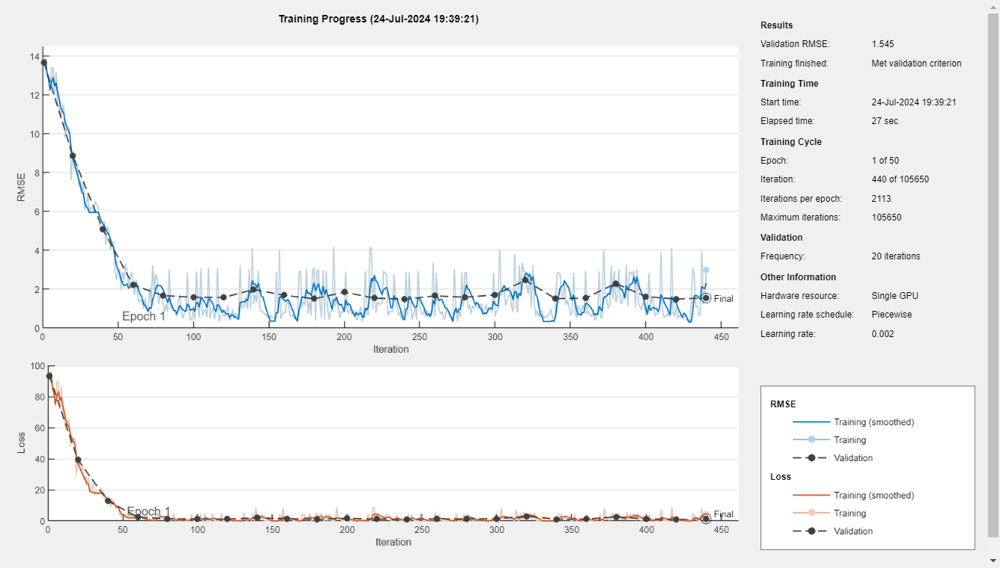 Training Progress (24-Jul-2024 19:39:21)
14
12
10
8
6
4
2
0
RMSE
Epoch 1
Final
0 50 100 150 200 250 300 350 400 450
Iteration
100
80
60
40
20
0
Loss
Epoch 1
Final
0 50 100 150 200 250 300 350 400 450
Iteration
Results
Validation RMSE: 1.545
Training finished: Met validation criterion
Training Time
Start time: 24-Jul-2024 19:39:21
Elapsed time: 27 sec
Training Cycle
Epoch: 1 of 50
Iteration: 440 of 105650
Iterations per epoch: 2113
Maximum iterations: 105650
Validation
Frequency: 20 iterations
Other Information
Hardware resource: Single GPU
Learning rate schedule: Piecewise
Learning rate: 0.002
RMSE
Training (smoothed)
Training
Validation
Loss
Training (smoothed)
Training
Validation